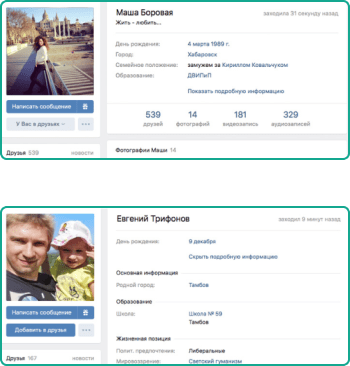 Маша Боровая
заходила 31 секунду назад
Жить - любить...
День рождения: 4 марта 1989 г.
Город: Хабаровск
Семейное положение: замужем за Кириллом Ковальчуком
Образование: ДВИПиП
Показать подробную информацию
Написать сообщение
У Вас в друзьях
539 14 181 329
друзей фотографий видеозапись аудиозаписей
Друзья 539 новости
Фотографии Маши 14
Евгений Трифонов
заходил 9 минут назад
День рождения: 9 декабря
Скрыть подробную информацию
Основная информация
Родной город: Тамбов
Образование
Школа: Школа № 59
Тамбов
Жизненная позиция
Полит. предпочтения: Либеральные
Мировоззрение: Светский гуманизм
Написать сообщение
Добавить в друзья
Друзья 167 новости